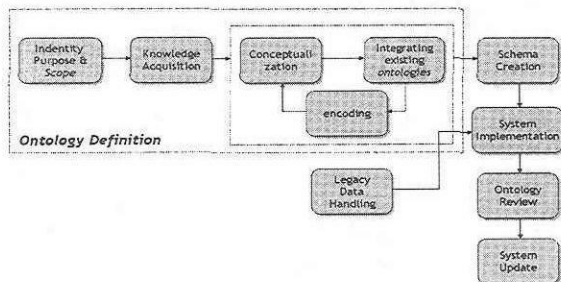 Indentity
Purpose &
Scope
Knowledge
Acquisition
Conceptuali
zation
Integrating
existing
ontologies
Schema
Creation
encoding
Ontology Definition
System
Implementation
Legacy
Data
Handling
Ontology
Review
System
Update